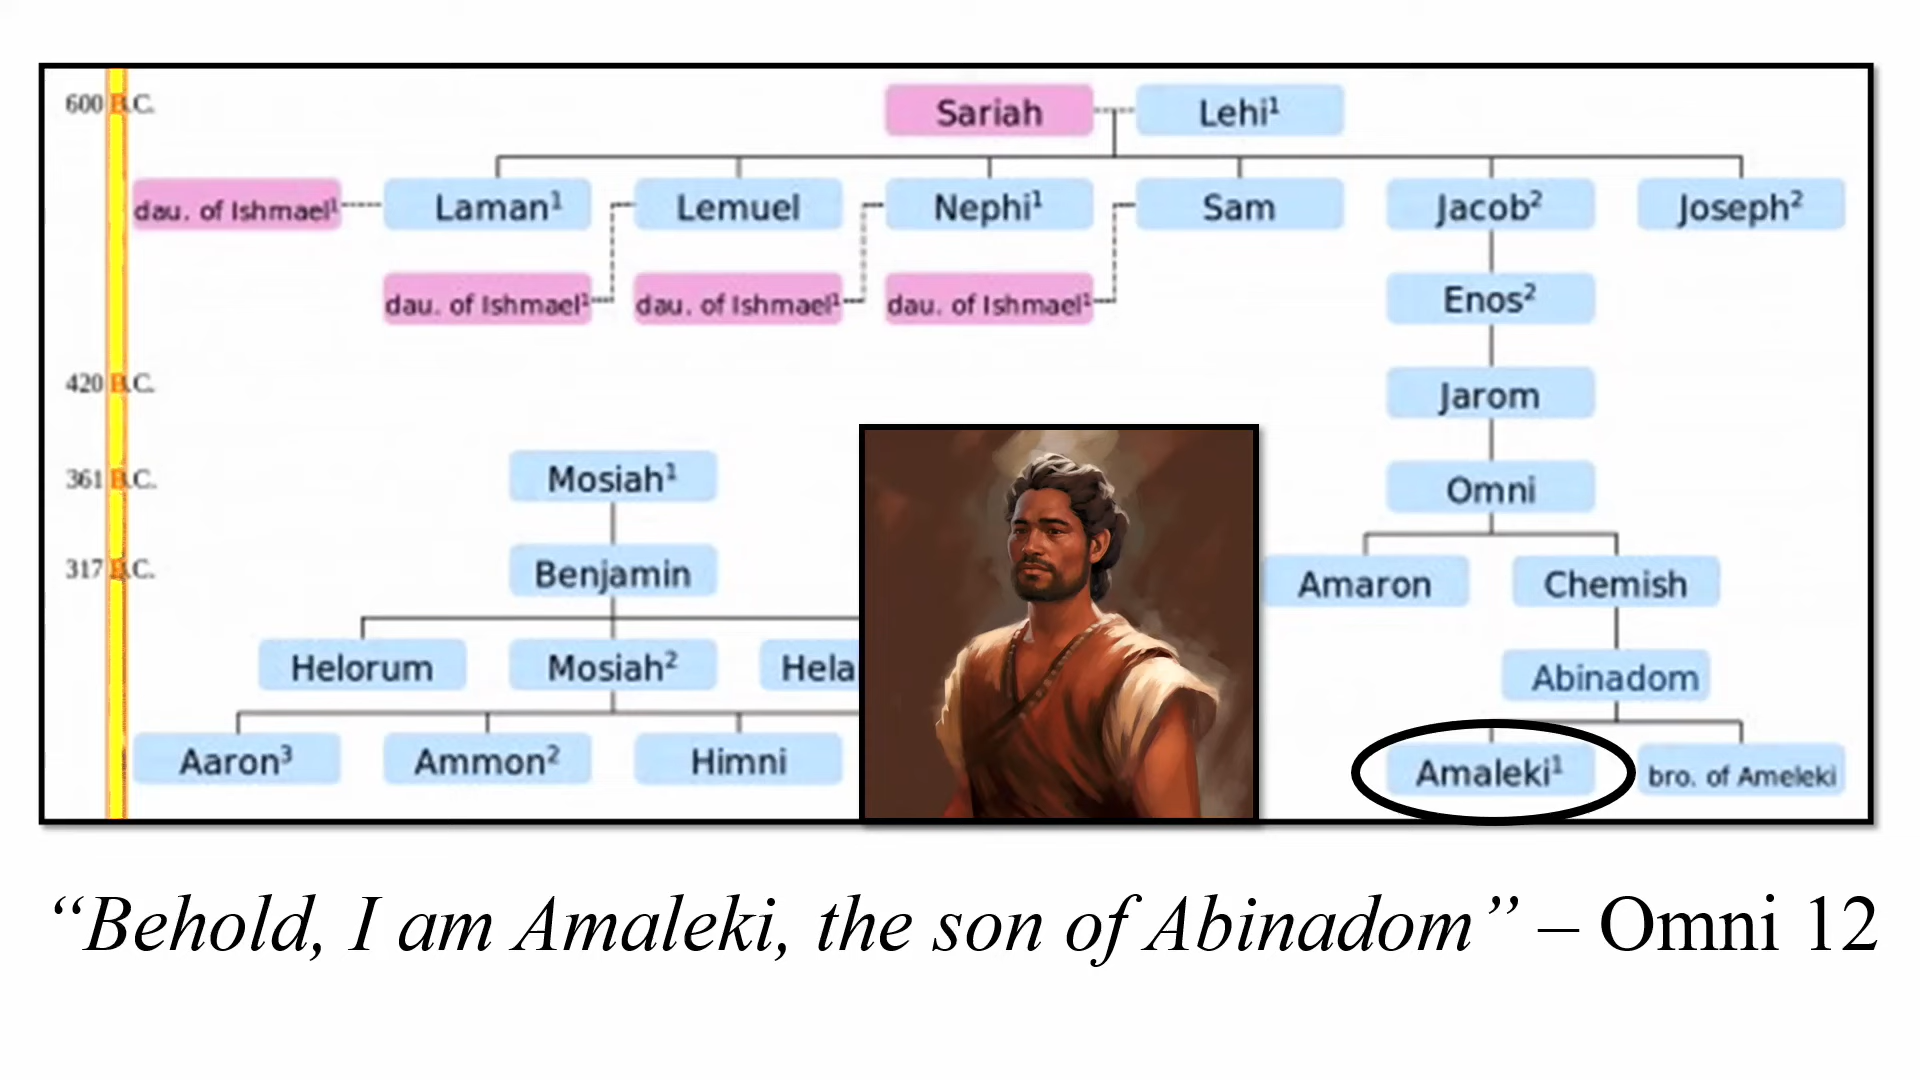 600 B.C.
Sariah Lehi¹
dau. of Ishmael¹ Laman¹ Lemuel Nephi¹ Sam Jacob² Joseph²
dau. of Ishmael¹ dau. of Ishmael¹ dau. of Ishmael¹ Enos²
420 B.C.
Jarom
361 B.C.
Mosiah¹ Omni
317 B.C.
Benjamin Amaron Chemish
Helorum Mosiah² Hela Abinadom
Aaron³ Ammon² Himni Amaleki¹ bro. of Ameleki
“Behold, I am Amaleki, the son of Abinadom” – Omni 12